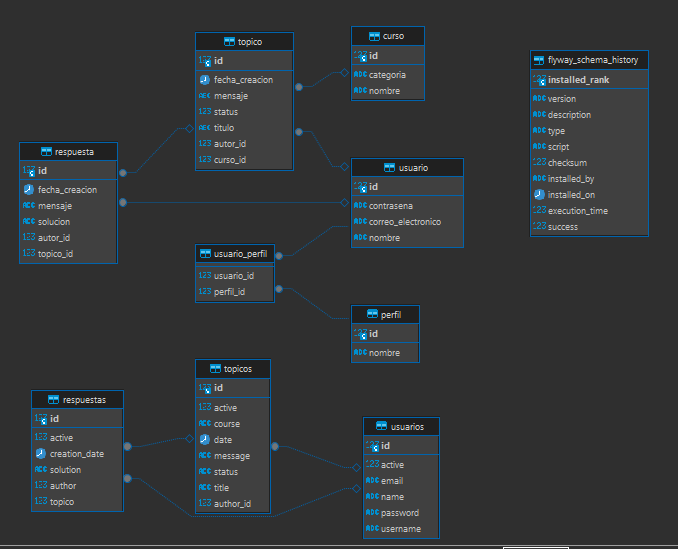 topico
id
fecha_creacion
mensaje
status
titulo
autor_id
curso_id
curso
id
categoria
nombre
flyway_schema_history
installed_rank
version
description
type
script
checksum
installed_by
installed_on
execution_time
success
respuesta
id
fecha_creacion
mensaje
solucion
autor_id
topico_id
usuario
id
contrasena
correo_electronico
nombre
usuario_perfil
usuario_id
perfil_id
perfil
id
nombre
topicos
id
active
course
date
message
status
title
author_id
respuestas
id
active
creation_date
solution
author
topico
usuarios
id
active
email
name
password
username